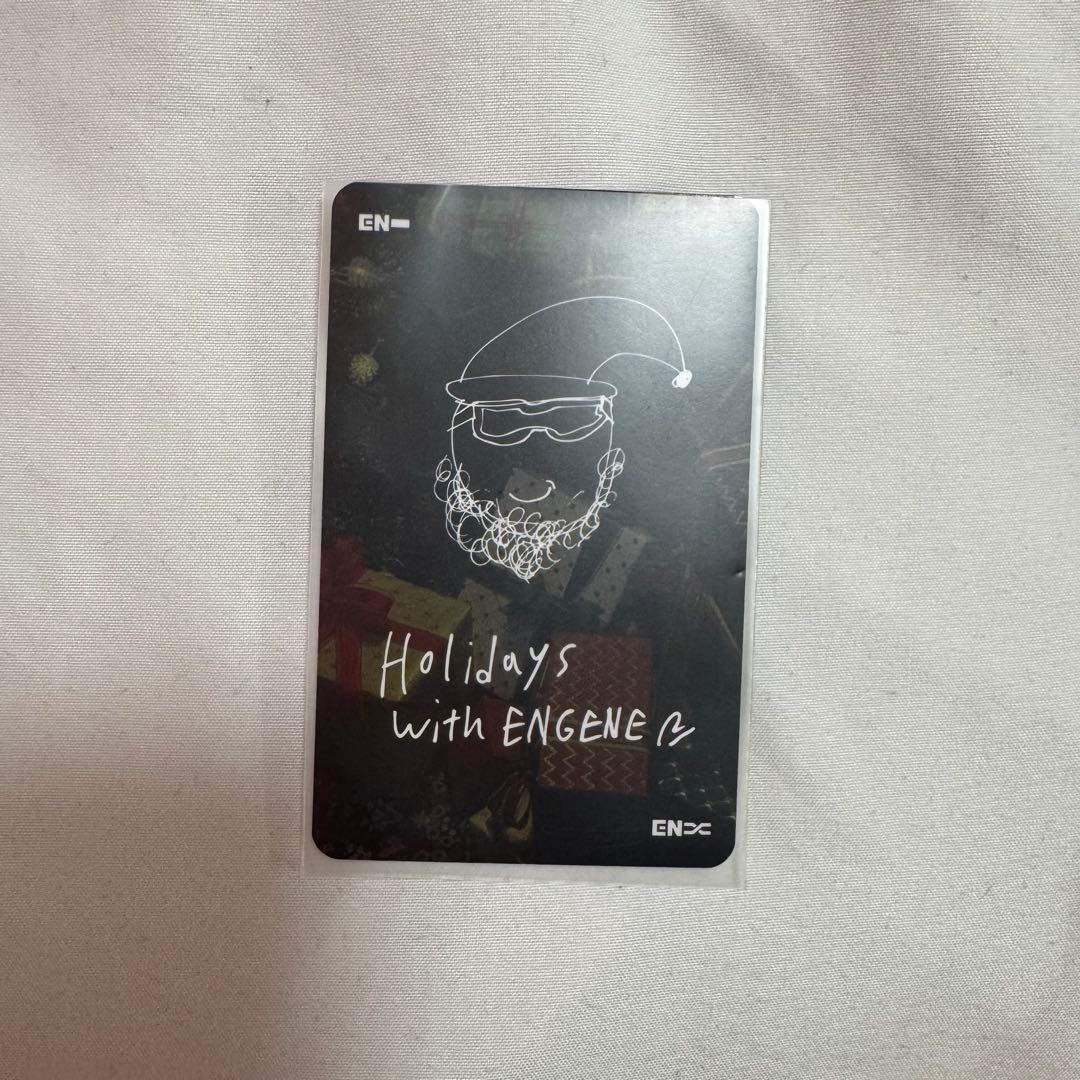 EN-
Holidays
with ENGENE
EN